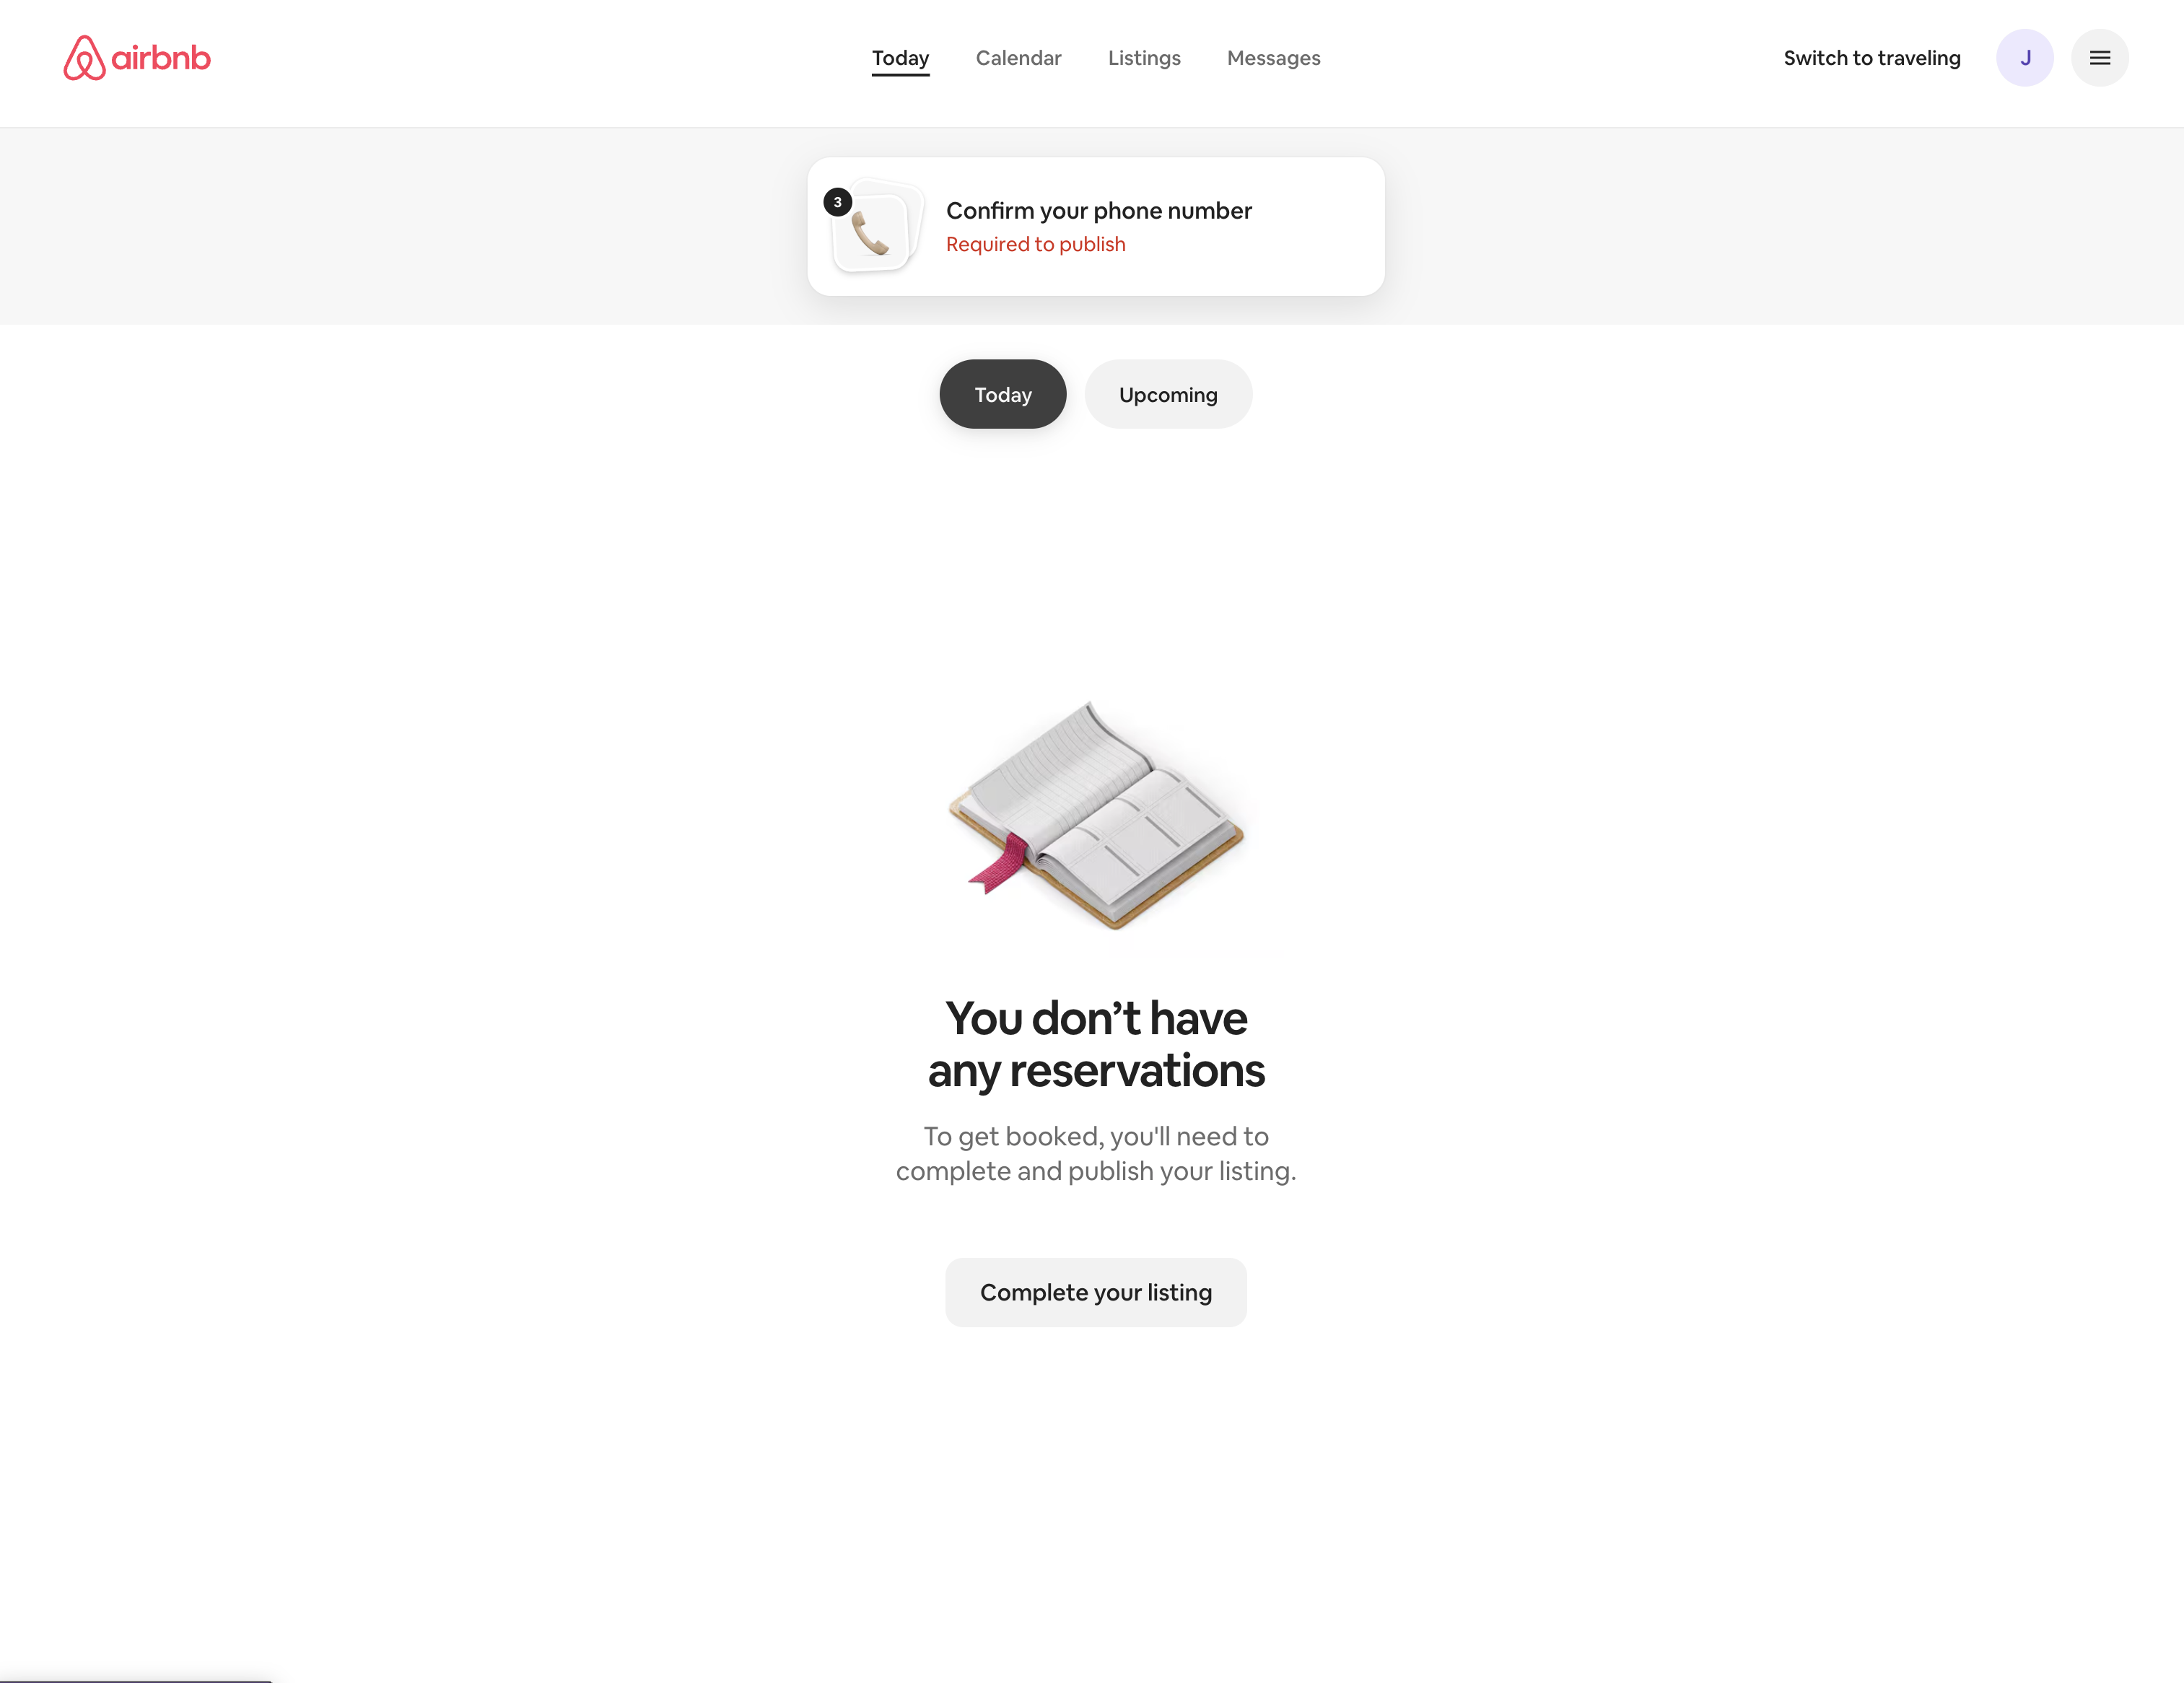 airbnb
Today
Calendar
Listings
Messages
Switch to traveling
J
3
Confirm your phone number
Required to publish
Today
Upcoming
You don’t have
any reservations
To get booked, you'll need to
complete and publish your listing.
Complete your listing